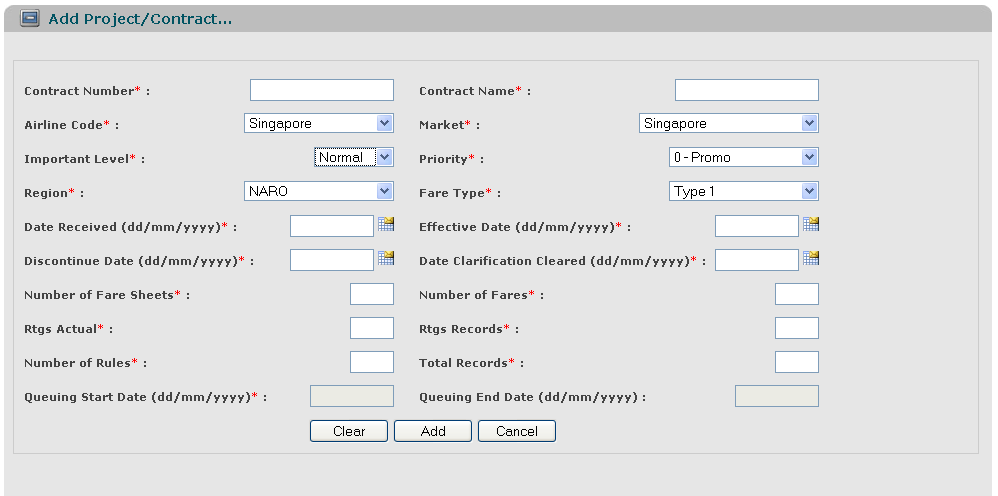 Add Project/Contract...
Contract Number* : Contract Name* :
Airline Code* : Singapore Market* : Singapore
Important Level* : Normal Priority* : 0 - Promo
Region* : NARO Fare Type* : Type 1
Date Received (dd/mm/yyyy)* : Effective Date (dd/mm/yyyy)* :
Discontinue Date (dd/mm/yyyy)* : Date Clarification Cleared (dd/mm/yyyy)* :
Number of Fare Sheets* : Number of Fares* :
Rtgs Actual* : Rtgs Records* :
Number of Rules* : Total Records* :
Queuing Start Date (dd/mm/yyyy)* : Queuing End Date (dd/mm/yyyy) :
Clear Add Cancel